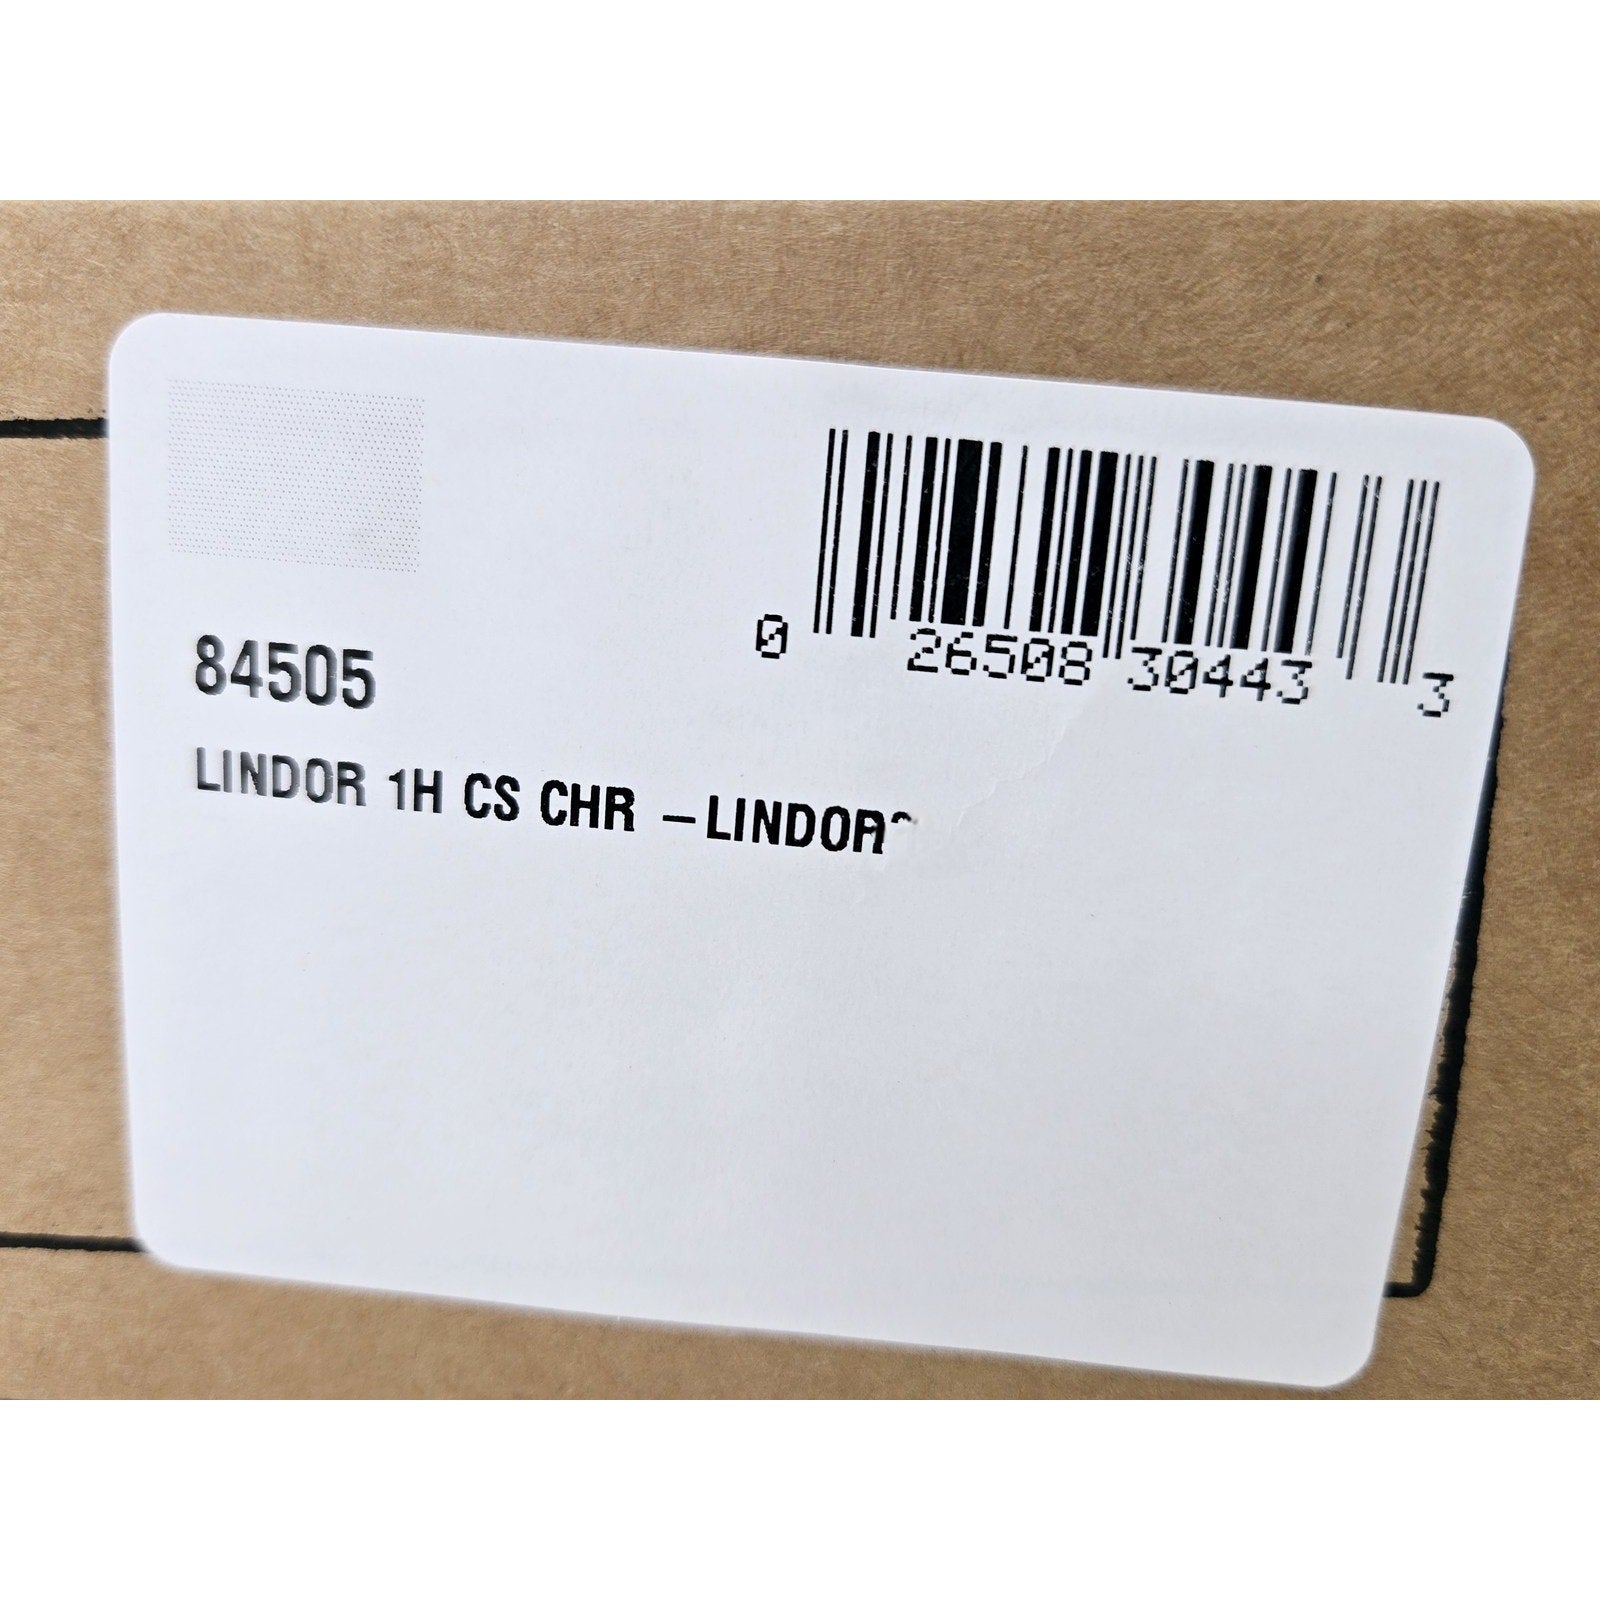 0 26508 30443 3
84505
LINDOR 1H CS CHR –LINDOR